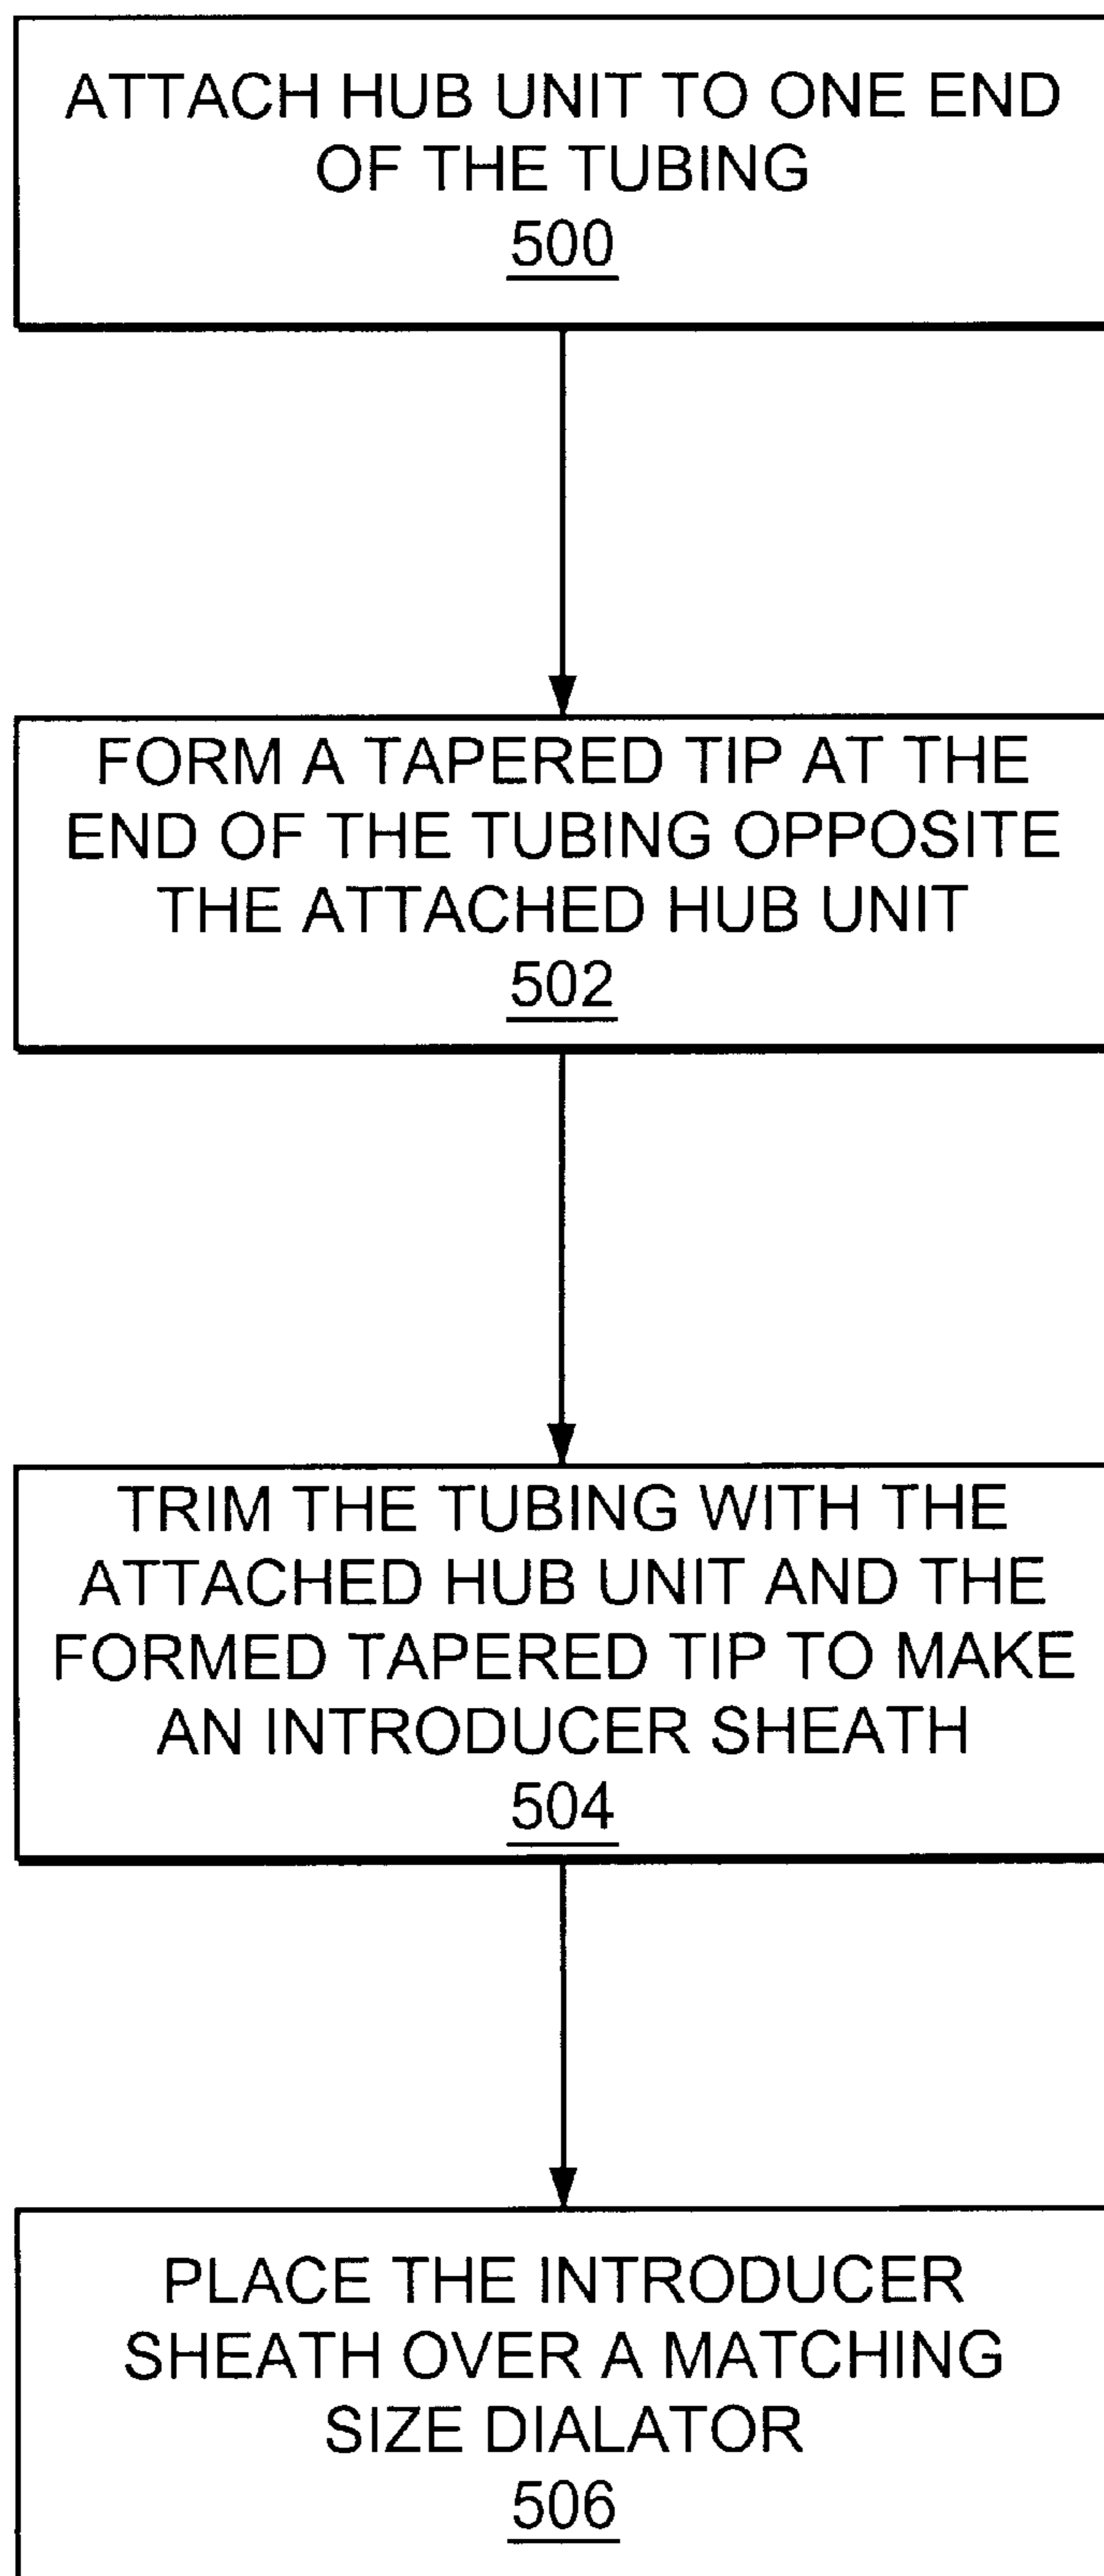 ATTACH HUB UNIT TO ONE END
OF THE TUBING
500
FORM A TAPERED TIP AT THE
END OF THE TUBING OPPOSITE
THE ATTACHED HUB UNIT
502
TRIM THE TUBING WITH THE
ATTACHED HUB UNIT AND THE
FORMED TAPERED TIP TO MAKE
AN INTRODUCER SHEATH
504
PLACE THE INTRODUCER
SHEATH OVER A MATCHING
SIZE DIALATOR
506